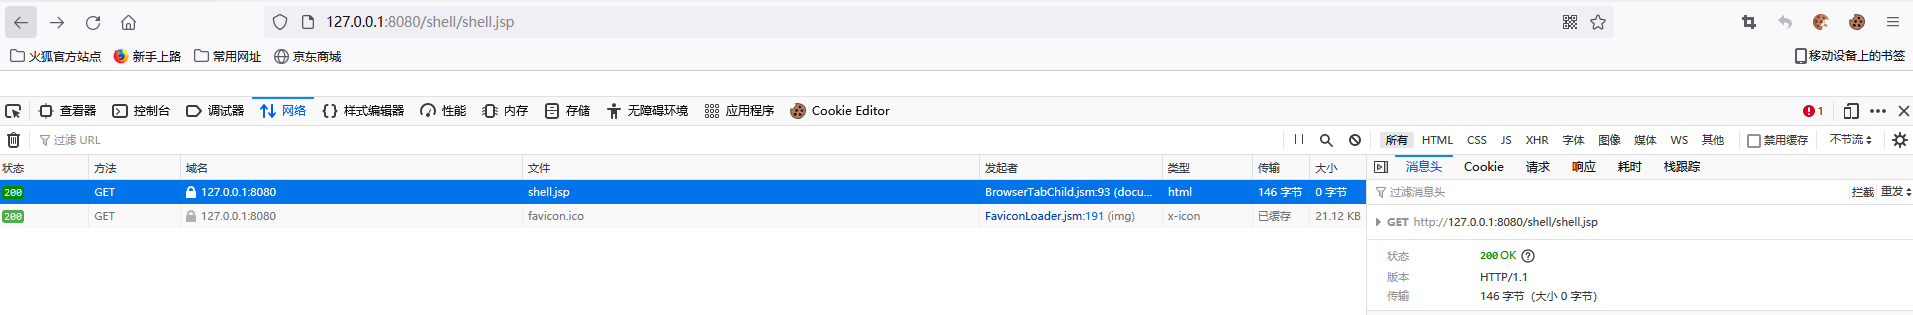 127.0.0.1:8080/shell/shell.jsp
火狐官方站点 新手上路 常用网址 京东商城 移动设备上的书签
查看器 控制台 调试器 网络 样式编辑器 性能 内存 存储 无障碍环境 应用程序 Cookie Editor 1
过滤 URL 所有 HTML CSS JS XHR 字体 图像 媒体 WS 其他 禁用缓存 不节流
状态 方法 域名 文件 发起者 类型 传输 大小 消息头 Cookie 请求 响应 耗时 栈跟踪
200 GET 127.0.0.1:8080 shell.jsp BrowserTabChild.jsm:93 (docu... html 146 字节 0 字节 过滤消息头 拦截 重发
200 GET 127.0.0.1:8080 favicon.ico FaviconLoader.jsm:191 (img) x-icon 已缓存 21.12 KB GET http://127.0.0.1:8080/shell/shell.jsp
状态 200 OK
版本 HTTP/1.1
传输 146 字节 (大小 0 字节)